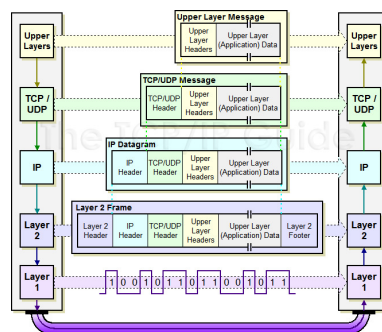 Upper Layer Message
Upper
Layers
Upper
Layer
Headers
Upper Layer
(Application) Data
Upper
Layers
TCP/UDP Message
TCP /
UDP
TCP/UDP
Header
Upper
Layer
Headers
Upper Layer
(Application) Data
TCP /
UDP
The TCP/IP Guide
IP Datagram
IP
IP
Header
TCP/UDP
Header
Upper
Layer
Headers
Upper Layer
(Application) Data
IP
Layer 2 Frame
Layer
2
Layer 2
Header
IP
Header
TCP/UDP
Header
Upper
Layer
Headers
Upper Layer
(Application) Data
Layer 2
Footer
Layer
2
Layer
1
1 0 0 1 0 1 1 0 1 1 0 0 1 0 1 1
Layer
1